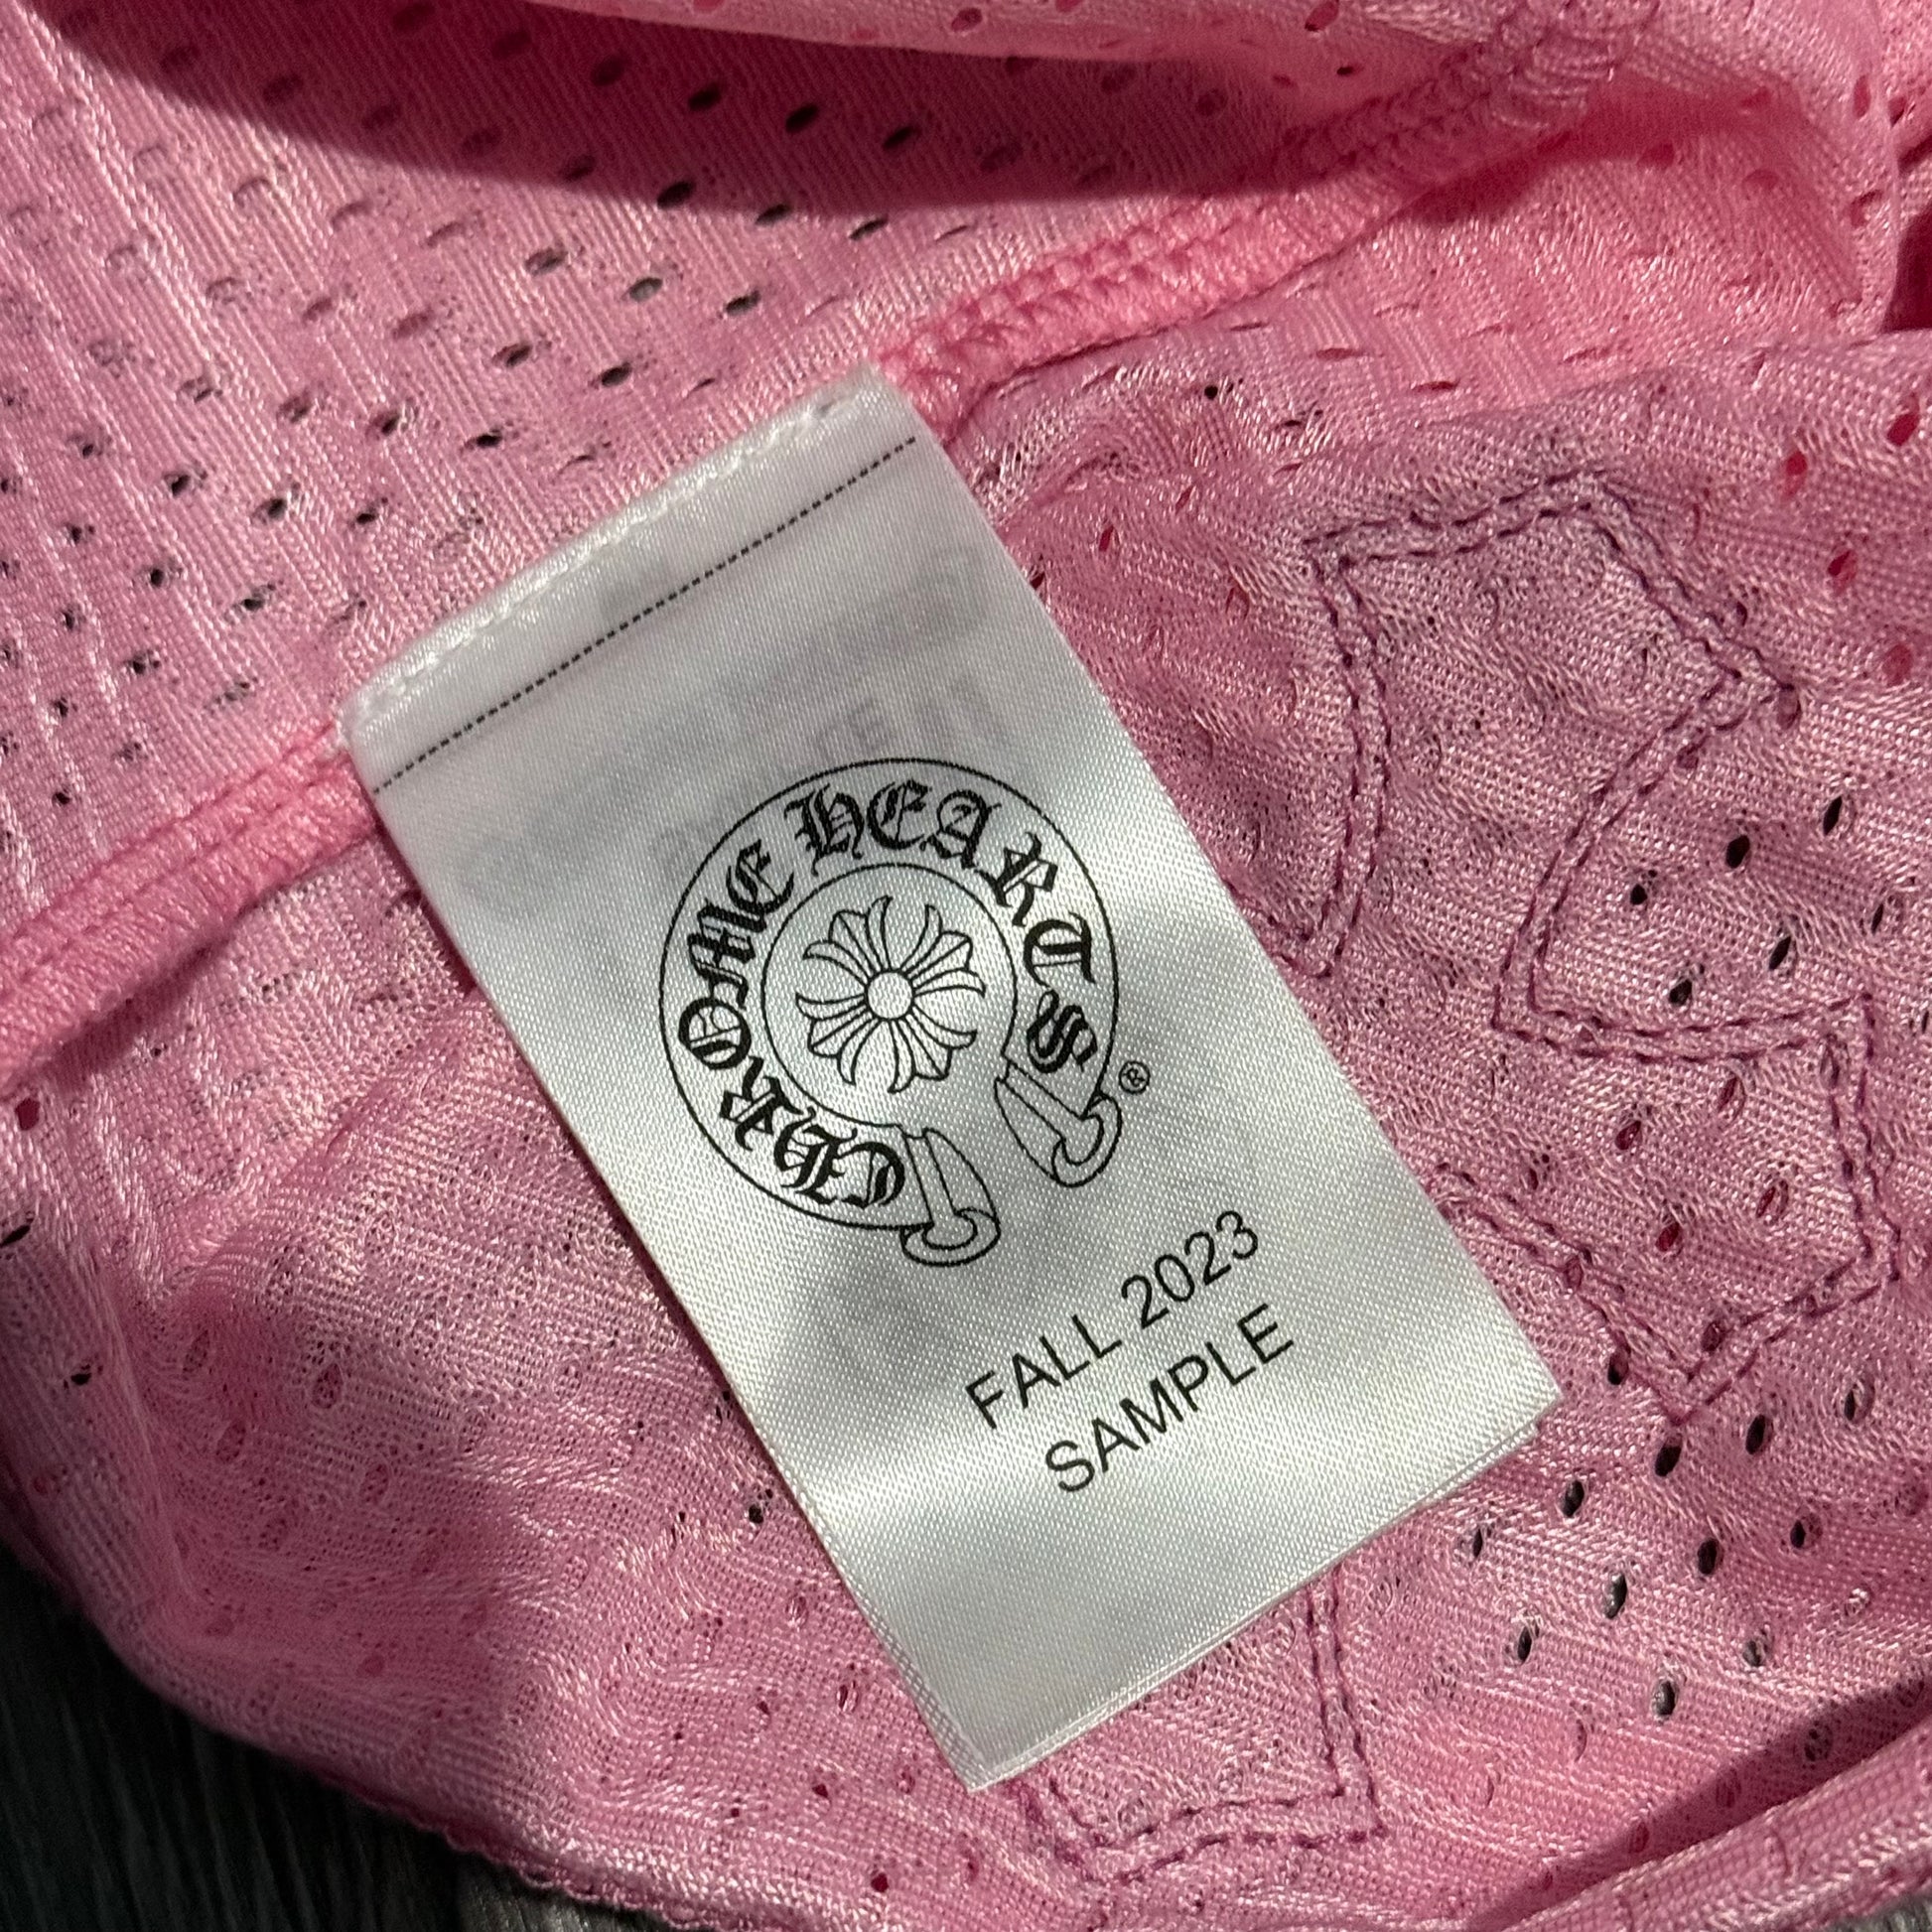 CHROME HEARTS
®
FALL 2023
SAMPLE